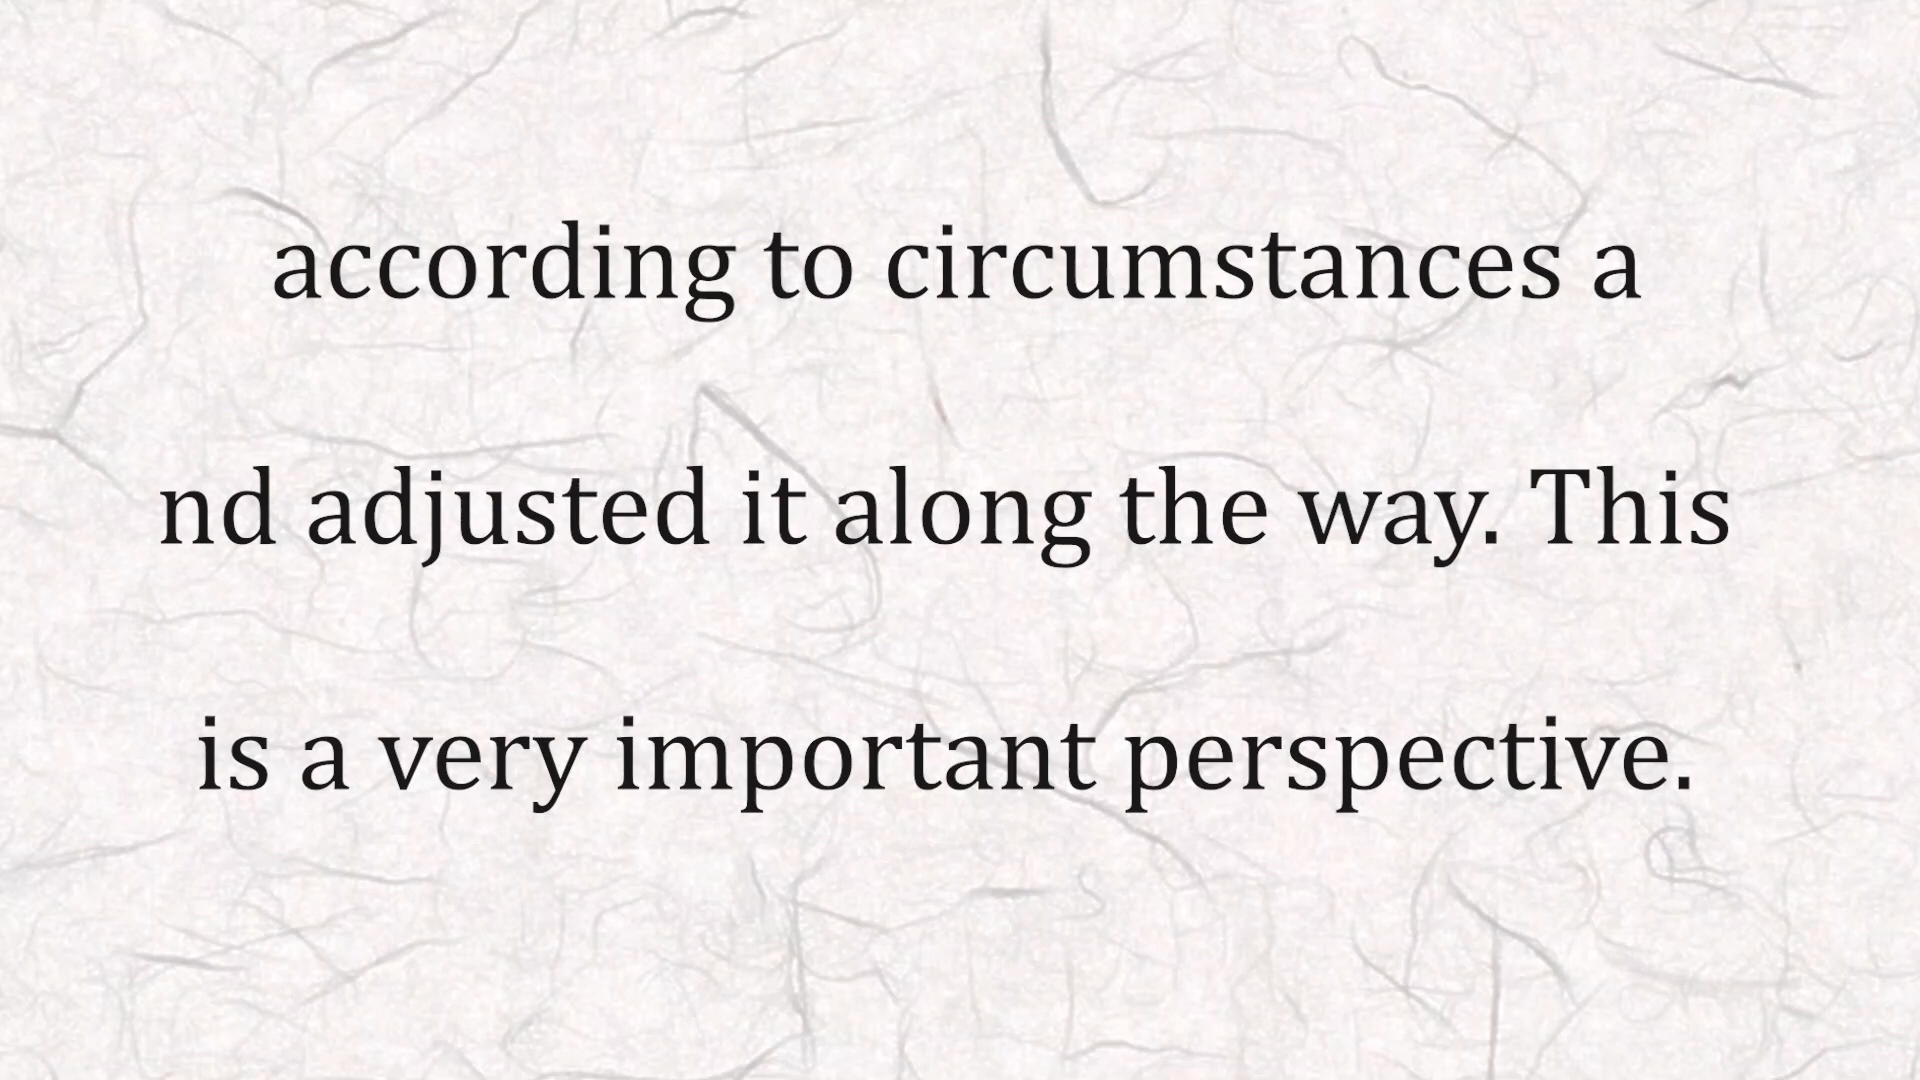 according to circumstances a
nd adjusted it along the way. This
is a very important perspective.